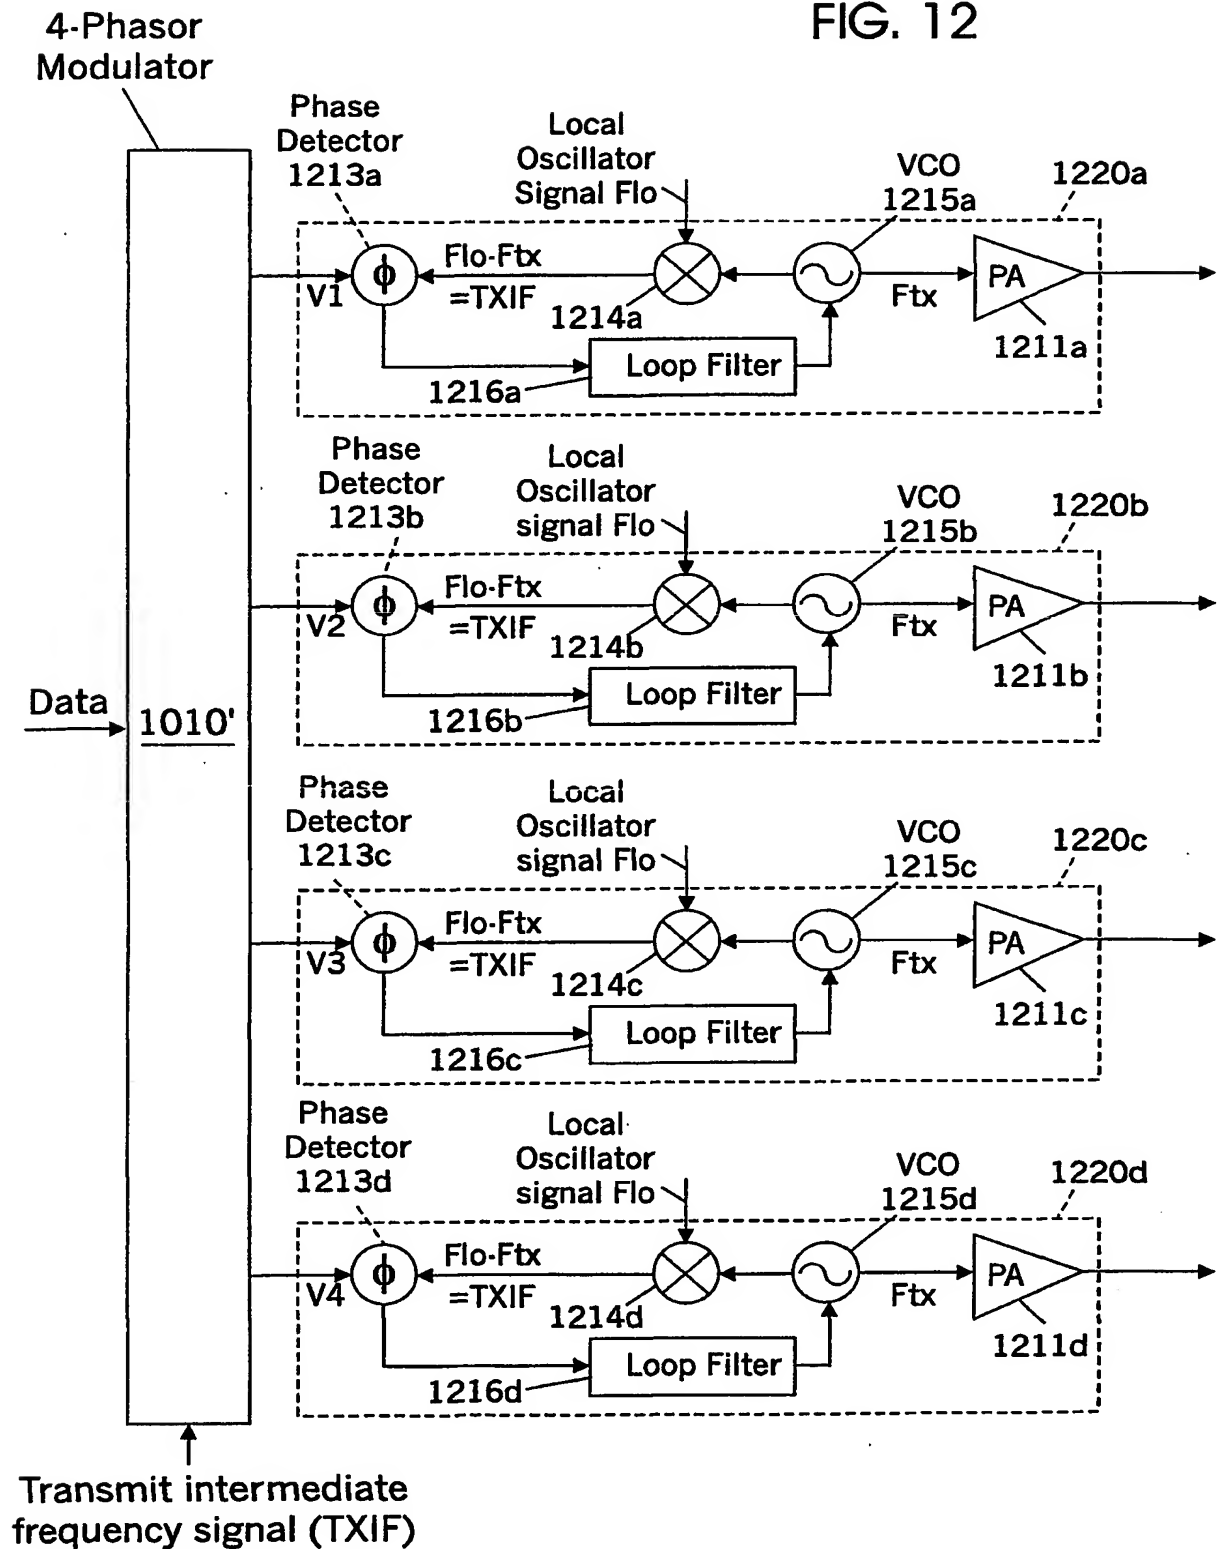 FIG. 12
4-Phasor
Modulator
Phase
Detector
1213a
Local
Oscillator
Signal Flo
VCO
1215a
1220a
V1
ϕ
Flo-Ftx
=TXIF
1214a
Ftx
PA
1211a
Loop Filter
1216a
Phase
Detector
1213b
Local
Oscillator
signal Flo
VCO
1215b
1220b
V2
ϕ
Flo-Ftx
=TXIF
1214b
Ftx
PA
1211b
Loop Filter
1216b
Data
1010'
Phase
Detector
1213c
Local
Oscillator
signal Flo
VCO
1215c
1220c
V3
ϕ
Flo-Ftx
=TXIF
1214c
Ftx
PA
1211c
Loop Filter
1216c
Phase
Detector
1213d
Local
Oscillator
signal Flo
VCO
1215d
1220d
V4
ϕ
Flo-Ftx
=TXIF
1214d
Ftx
PA
1211d
Loop Filter
1216d
Transmit intermediate
frequency signal (TXIF)